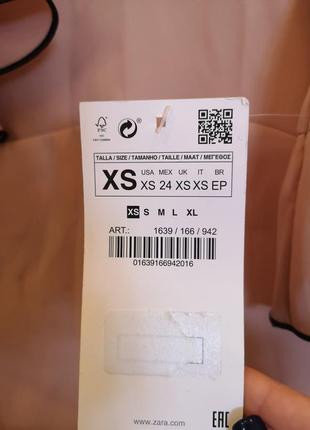 FSC
TALLA / SIZE / TAMANHO / TAILLE / MAAT / ΜΕΓΕΘΟΣ
XS
USA MEX UK IT BR
XS 24 XS XS EP
XS S M L XL
ART.: 1639 / 166 / 942
01639166942016
www.zara.com
EAC